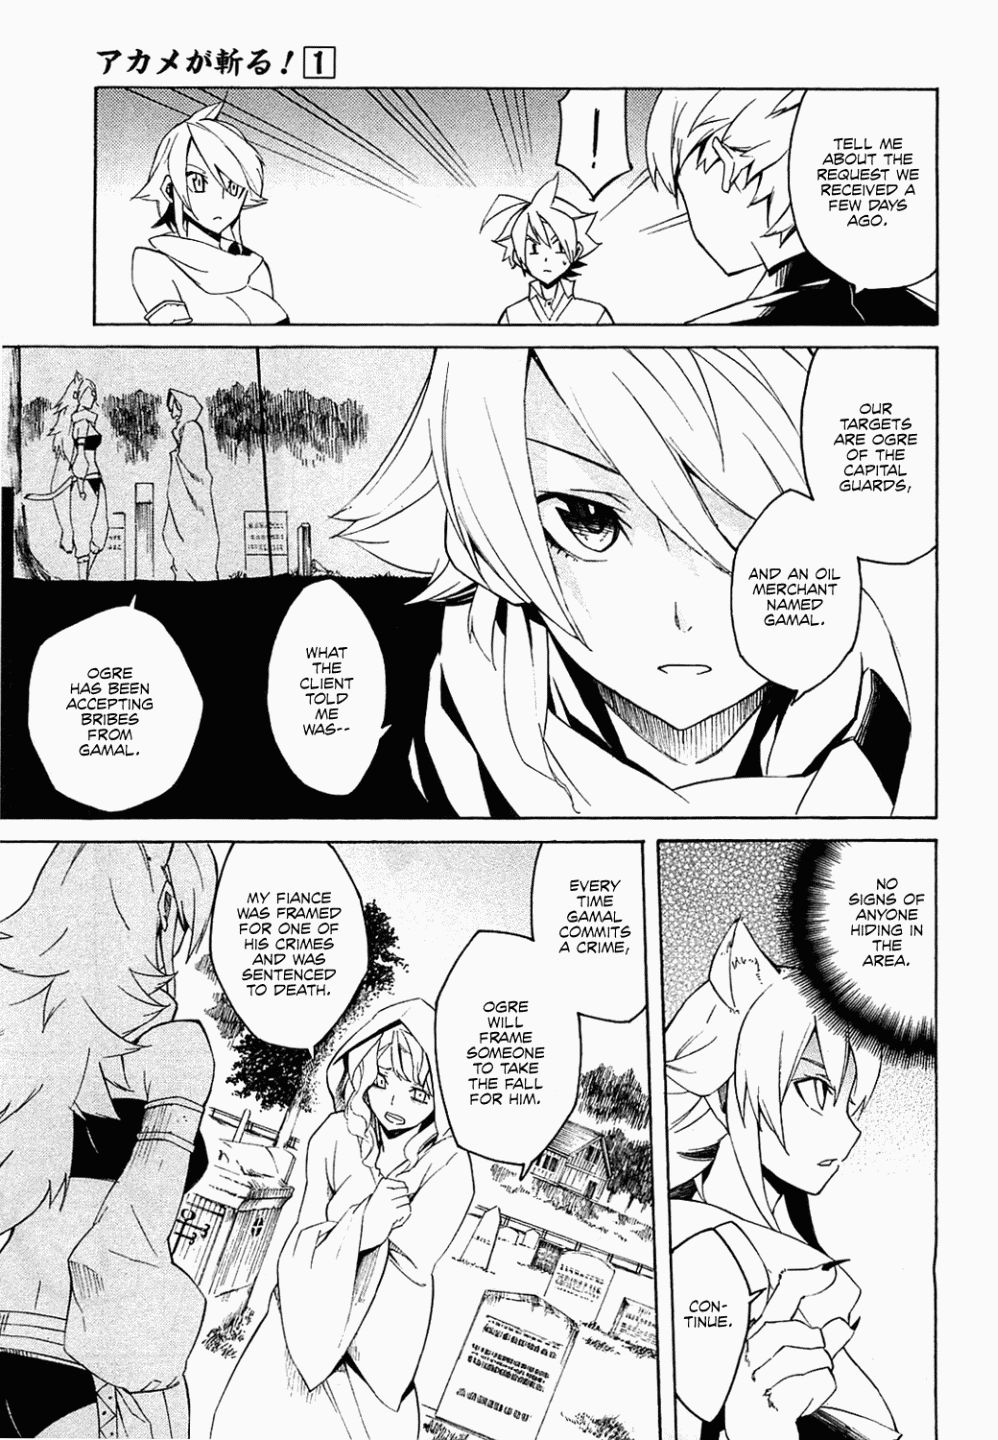 アカメが斬る！1
TELL ME
ABOUT THE
REQUEST WE
RECEIVED A
FEW DAYS
AGO.
!
OUR
TARGETS
ARE OGRE
OF THE
CAPITAL
GUARDS,
AND AN OIL
MERCHANT
NAMED
GAMAL.
WHAT
THE
CLIENT
TOLD
ME
WAS--
OGRE
HAS BEEN
ACCEPTING
BRIBES
FROM
GAMAL.
NO
SIGNS OF
ANYONE
HIDING IN
THE
AREA.
CON-
TINUE.
EVERY
TIME
GAMAL
COMMITS
A CRIME,
OGRE
WILL
FRAME
SOMEONE
TO TAKE
THE FALL
FOR HIM.
MY FIANCE
WAS FRAMED
FOR ONE OF
HIS CRIMES
AND WAS
SENTENCED
TO DEATH.